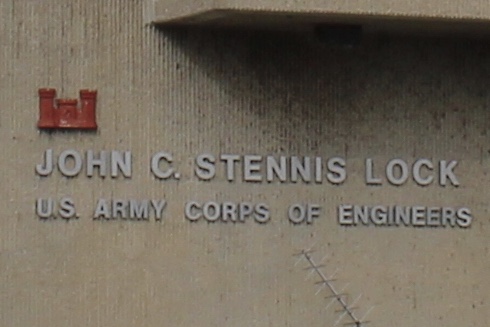 JOHN C. STENNIS LOCK
U.S. ARMY CORPS OF ENGINEERS